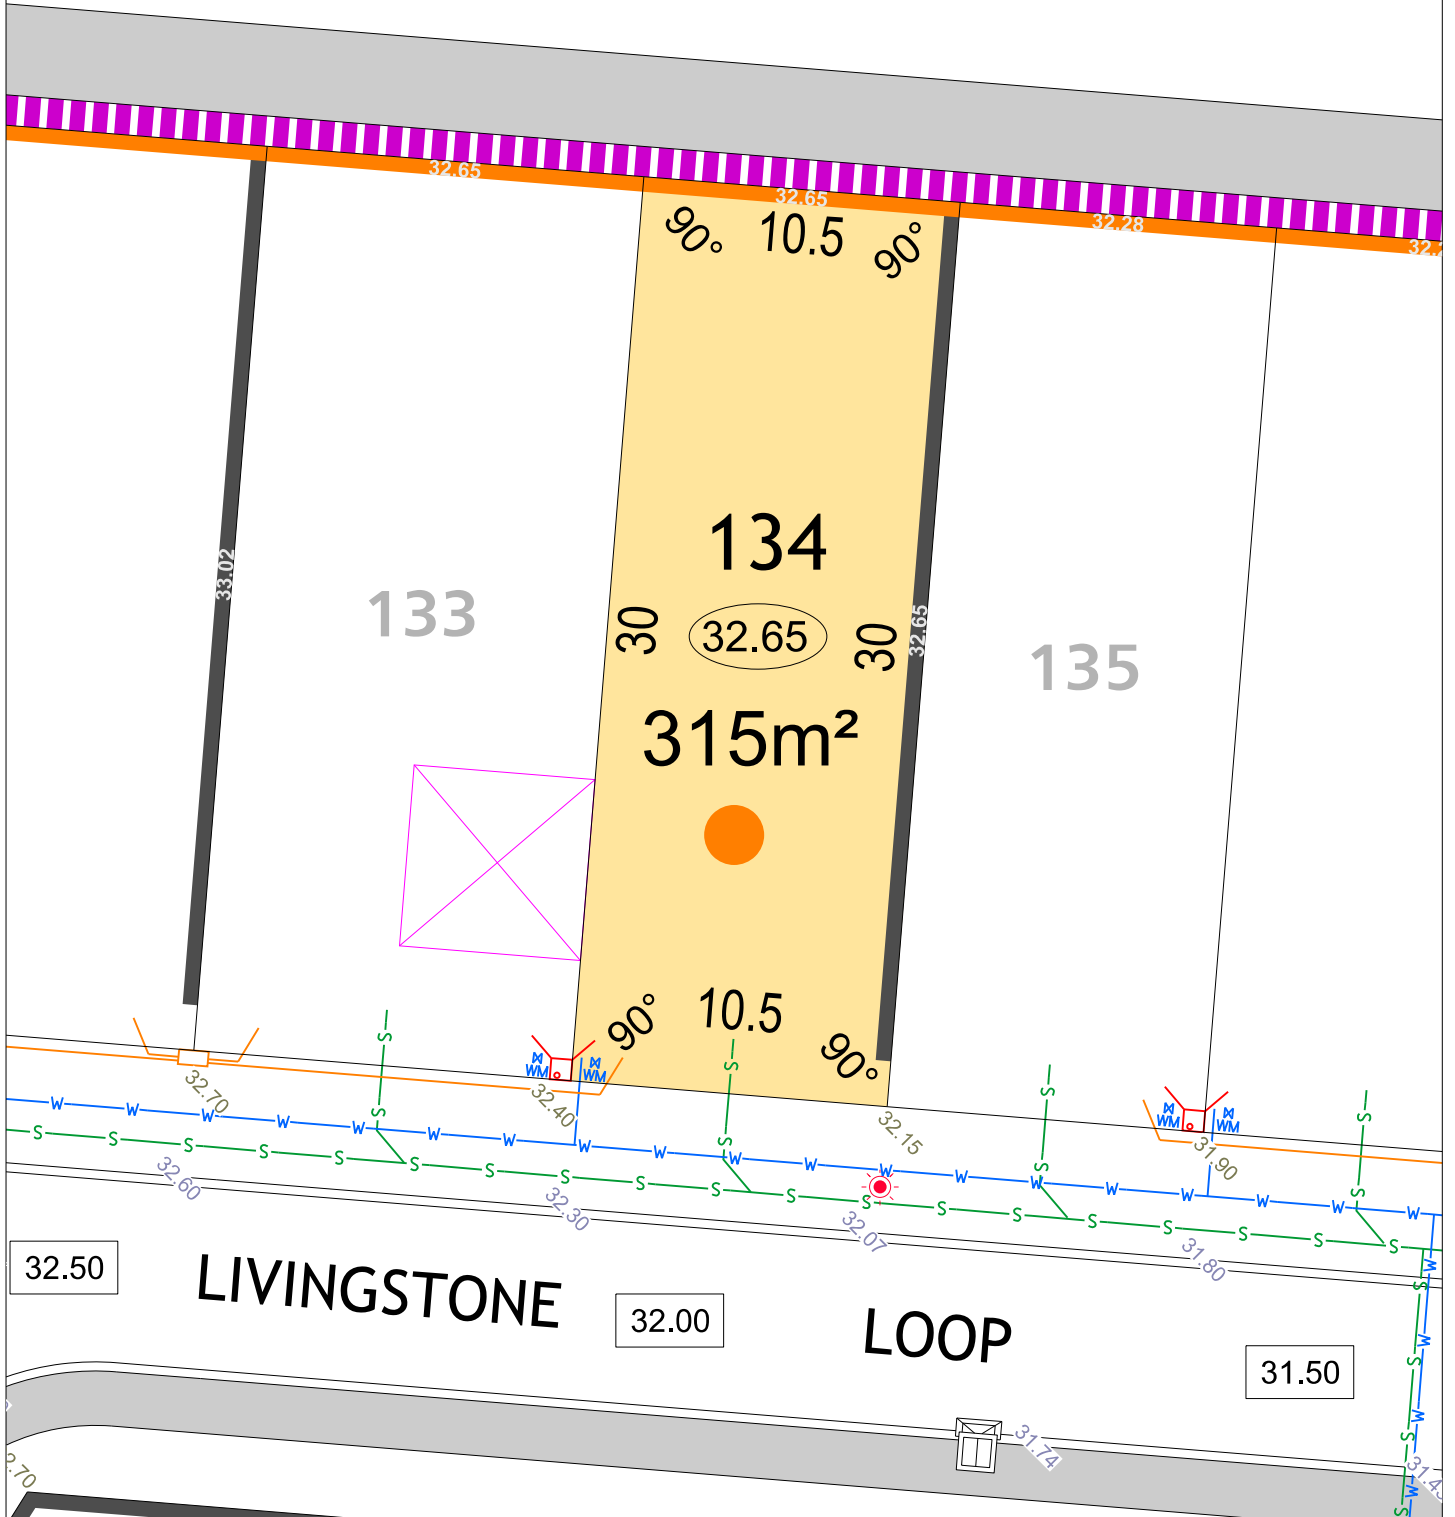 32.65
32.65
32.28
90°
10.5
90°
134
33.02
133
30
32.65
30
32.65
135
315m²
10.5
90°
90°
S
S
S
S
WM
WM
WM
WM
32.70
32.40
32.15
31.90
S
S
S
S
W W W W W W W W W W W W W W W W W W W
S S S S S S S S S S S S S S S S S S S
32.60
32.30
32.07
31.80
32.50
LIVINGSTONE
32.00
LOOP
31.50
W
S
W
S
W
S
W
S
31.74